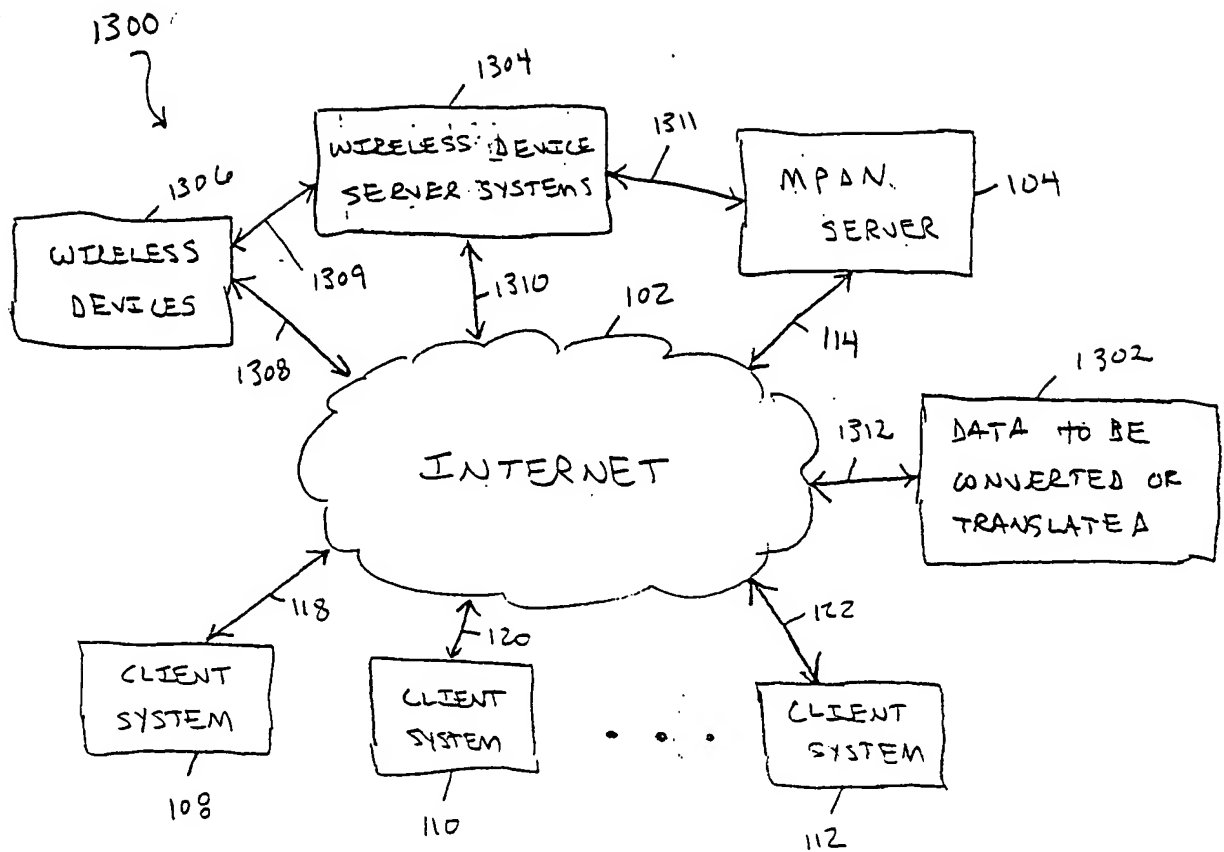 1300
1304
WIRELESS DEVICE
SERVER SYSTEMS
1311
MPAN
SERVER
104
1306
WIRELESS
DEVICES
1309
1310
102
114
1308
1302
INTERNET
1312
DATA TO BE
CONVERTED OR
TRANSLATED
118
120
122
CLIENT
SYSTEM
CLIENT
SYSTEM
• • •
CLIENT
SYSTEM
108
110
112